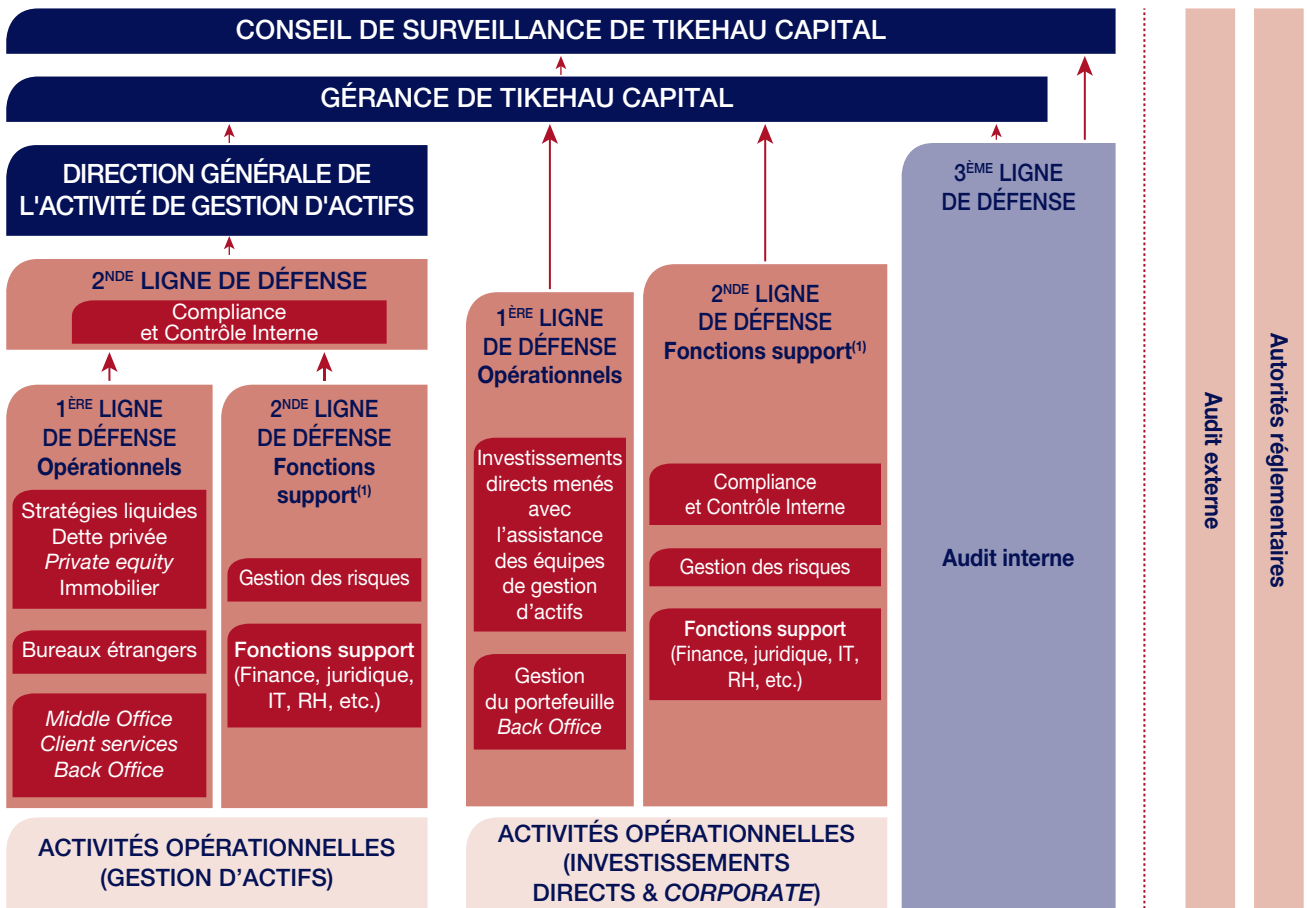 CONSEIL DE SURVEILLANCE DE TIKEHAU CAPITAL
GÉRANCE DE TIKEHAU CAPITAL
DIRECTION GÉNÉRALE DE
L'ACTIVITÉ DE GESTION D'ACTIFS
2NDE LIGNE DE DÉFENSE
Compliance
et Contrôle Interne
1ÈRE LIGNE
DE DÉFENSE
Opérationnels
Stratégies liquides
Dette privée
Private equity
Immobilier
Bureaux étrangers
Middle Office
Client services
Back Office
2NDE LIGNE
DE DÉFENSE
Fonctions
support(1)
Gestion des risques
Fonctions support
(Finance, juridique,
IT, RH, etc.)
ACTIVITÉS OPÉRATIONNELLES
(GESTION D’ACTIFS)
1ÈRE LIGNE
DE DÉFENSE
Opérationnels
Investissements
directs menés
avec
l’assistance
des équipes
de gestion
d’actifs
Gestion
du portefeuille
Back Office
2NDE LIGNE
DE DÉFENSE
Fonctions support(1)
Compliance
et Contrôle Interne
Gestion des risques
Fonctions support
(Finance, juridique, IT,
RH, etc.)
ACTIVITÉS OPÉRATIONNELLES
(INVESTISSEMENTS
DIRECTS & CORPORATE)
3ÈME LIGNE
DE DÉFENSE
Audit interne
Audit externe
Autorités réglementaires